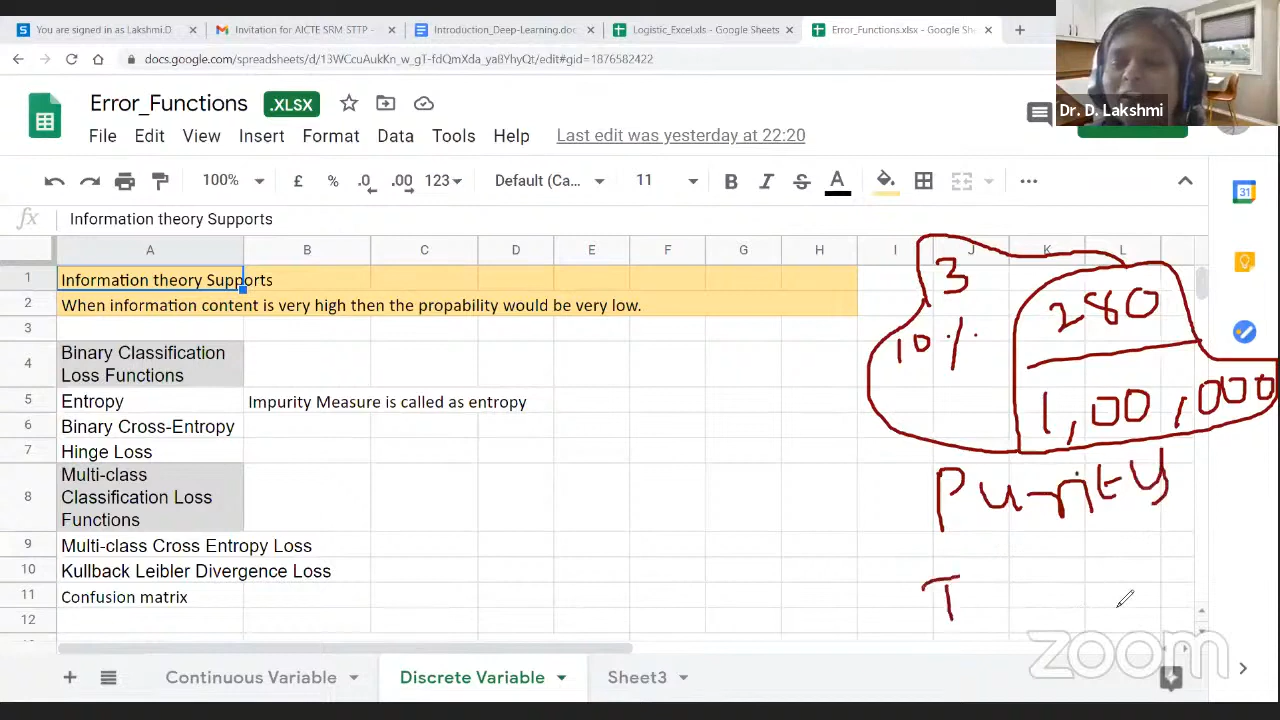 You are signed in as Lakshmi.D
Invitation for AICTE SRM STTP
Introduction_Deep-Learning.doc
Logistic_Excel.xls - Google Sheets
Error_Functions.xlsx - Google Sh
docs.google.com/spreadsheets/d/13WCcuAukKn_w_gT-fdQmXda_yaßYhyQ
edit#gid=1876582422
Dr. D. Lakshmi
Error_Functions .XLSX
File Edit View Insert Format Data Tools Help Last edit was yesterday at 22:20
100% £ % .0 .00 123 Default (Ca... 11 B I S A
fx Information theory Supports
A B C D E F G H I J K L
1 Information theory Supports
2 When information content is very high then the propability would be very low.
3
4 Binary Classification
Loss Functions
5 Entropy Impurity Measure is called as entropy
6 Binary Cross-Entropy
7 Hinge Loss
8 Multi-class
Classification Loss
Functions
9 Multi-class Cross Entropy Loss
10 Kullback Leibler Divergence Loss
11 Confusion matrix
12
3
10%
280
1,00,000
Purity
T
31
zoom
Continuous Variable Discrete Variable Sheet3